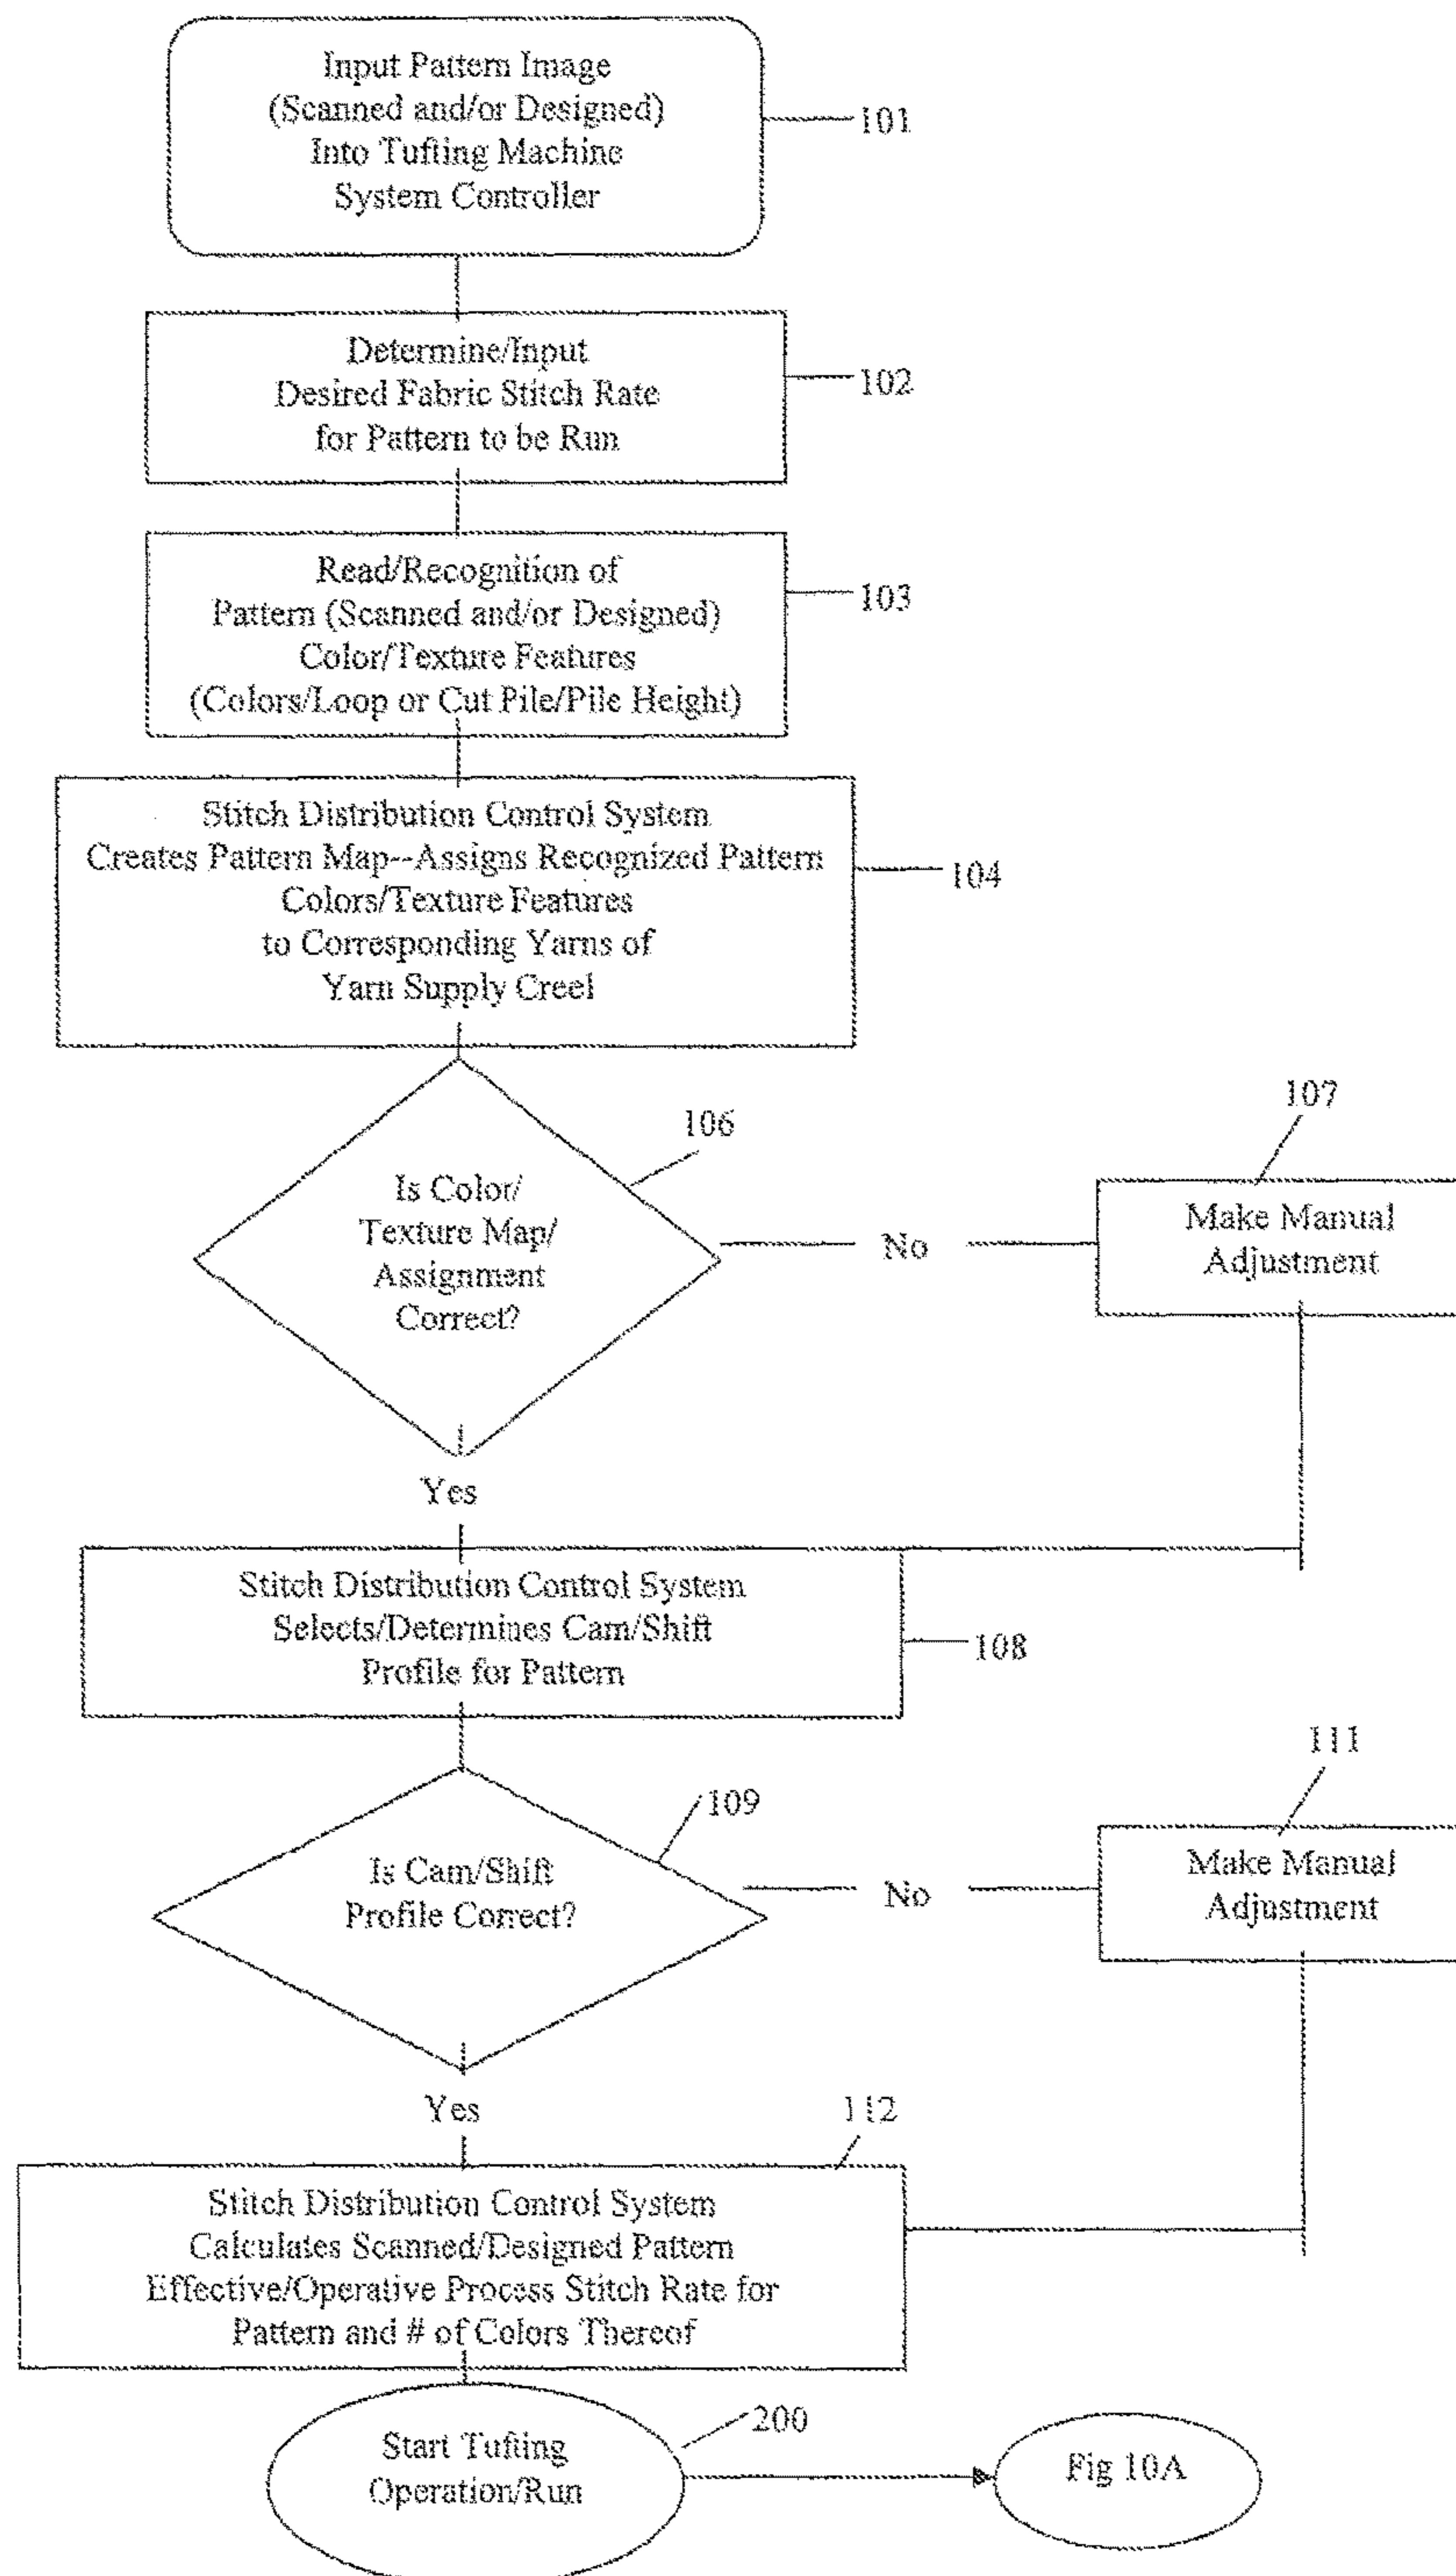 Input Pattern Image
(Scanned and/or Designed)
Into Tufting Machine
System Controller
101
Determine/Input
Desired Fabric Stitch Rate
for Pattern to be Run
102
Read/Recognition of
Pattern (Scanned and/or Designed)
Color/Texture Features
(Colors/Loop or Cut Pile/Pile Height)
103
Stitch Distribution Control System
Creates Pattern Map--Assigns Recognized Pattern
Colors/Texture Features
to Corresponding Yarns of
Yarn Supply Creel
104
106
Is Color/
Texture Map/
Assignment
Correct?
No
107
Make Manual
Adjustment
Yes
Stitch Distribution Control System
Selects/Determines Cam/Shift
Profile for Pattern
108
109
Is Cam/Shift
Profile Correct?
No
111
Make Manual
Adjustment
Yes
112
Stitch Distribution Control System
Calculates Scanned/Designed Pattern
Effective/Operative Process Stitch Rate for
Pattern and # of Colors Thereof
Start Tufting
Operation/Run
200
Fig 10A